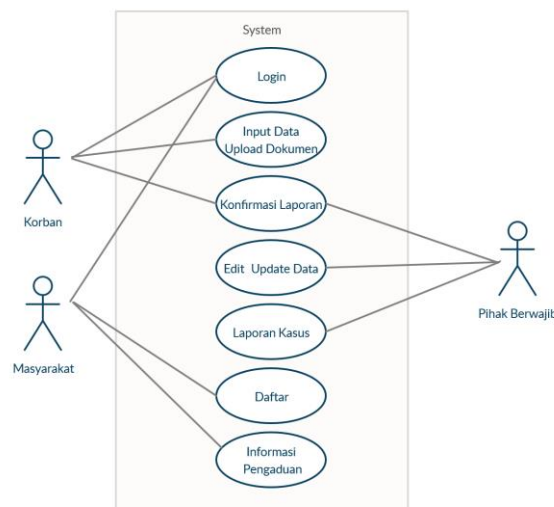 System
Login
Input Data
Upload Dokumen
Konfirmasi Laporan
Korban
Edit Update Data
Pihak Berwajib
Laporan Kasus
Masyarakat
Daftar
Informasi
Pengaduan